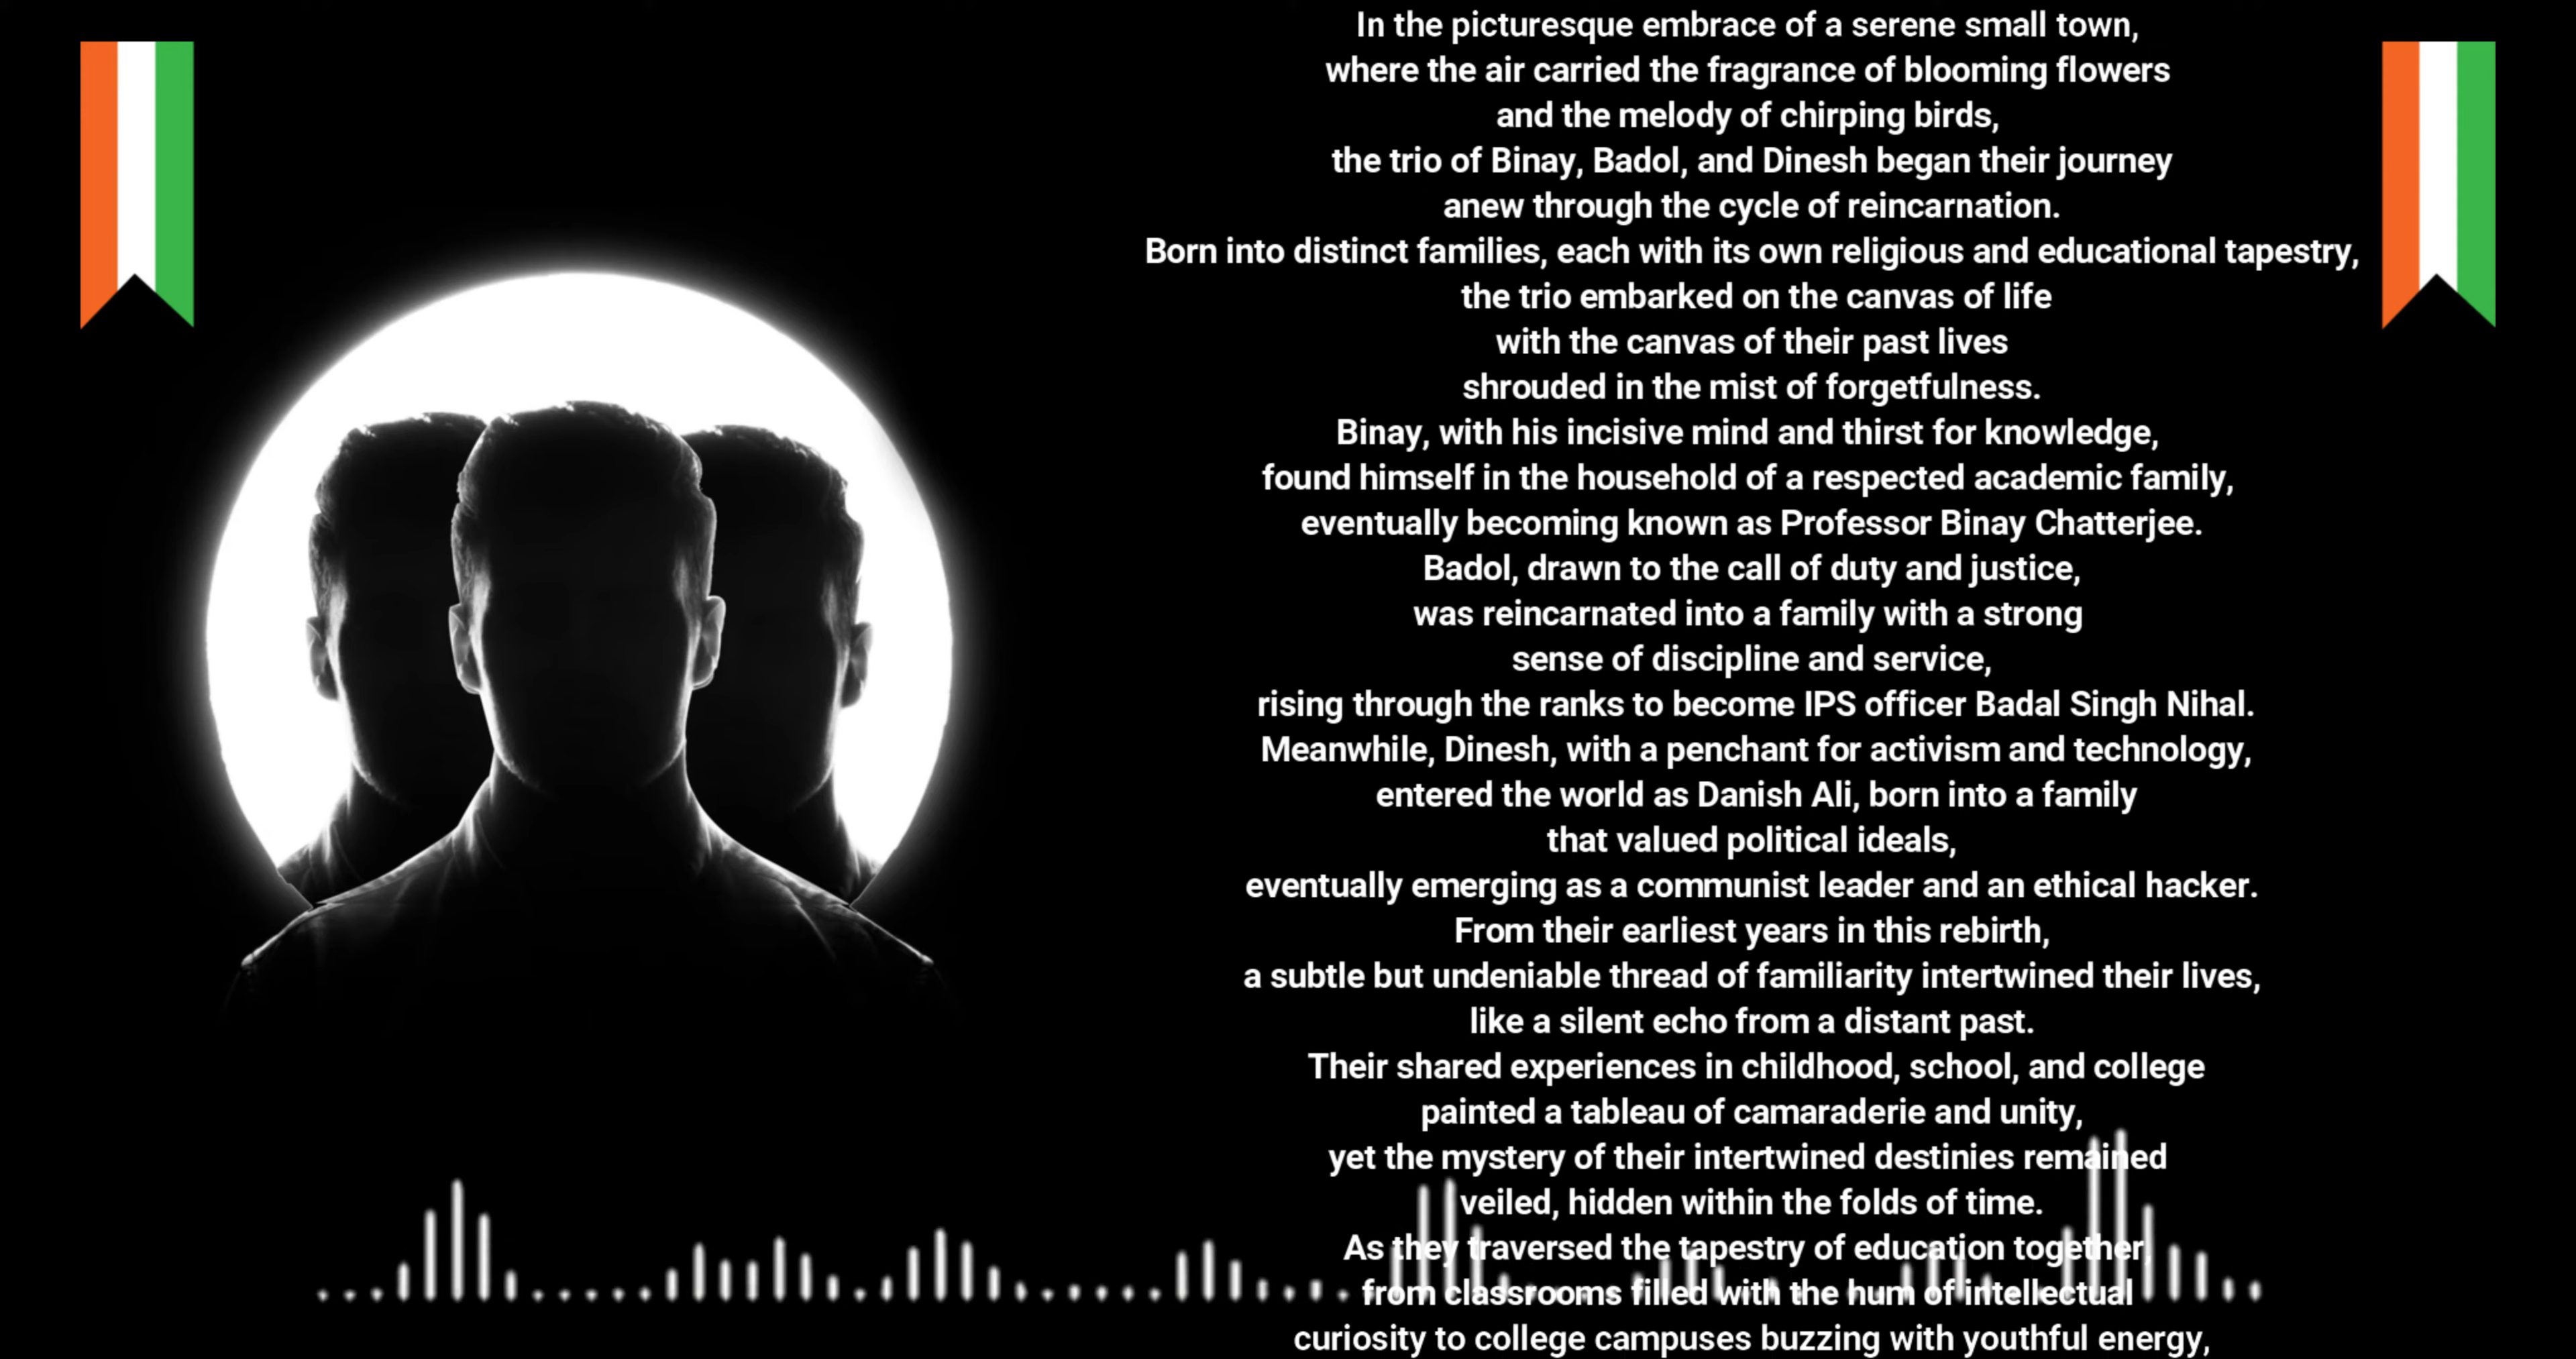 In the picturesque embrace of a serene small town,
where the air carried the fragrance of blooming flowers
and the melody of chirping birds,
the trio of Binay, Badol, and Dinesh began their journey
anew through the cycle of reincarnation.
Born into distinct families, each with its own religious and educational tapestry,
the trio embarked on the canvas of life
with the canvas of their past lives
shrouded in the mist of forgetfulness.
Binay, with his incisive mind and thirst for knowledge,
found himself in the household of a respected academic family,
eventually becoming known as Professor Binay Chatterjee.
Badol, drawn to the call of duty and justice,
was reincarnated into a family with a strong
sense of discipline and service,
rising through the ranks to become IPS officer Badal Singh Nihal.
Meanwhile, Dinesh, with a penchant for activism and technology,
entered the world as Danish Ali, born into a family
that valued political ideals,
eventually emerging as a communist leader and an ethical hacker.
From their earliest years in this rebirth,
a subtle but undeniable thread of familiarity intertwined their lives,
like a silent echo from a distant past.
Their shared experiences in childhood, school, and college
painted a tableau of camaraderie and unity,
yet the mystery of their intertwined destinies remained
veiled, hidden within the folds of time.
As they traversed the tapestry of education together,
from classrooms filled with the hum of intellectual
curiosity to college campuses buzzing with youthful energy,